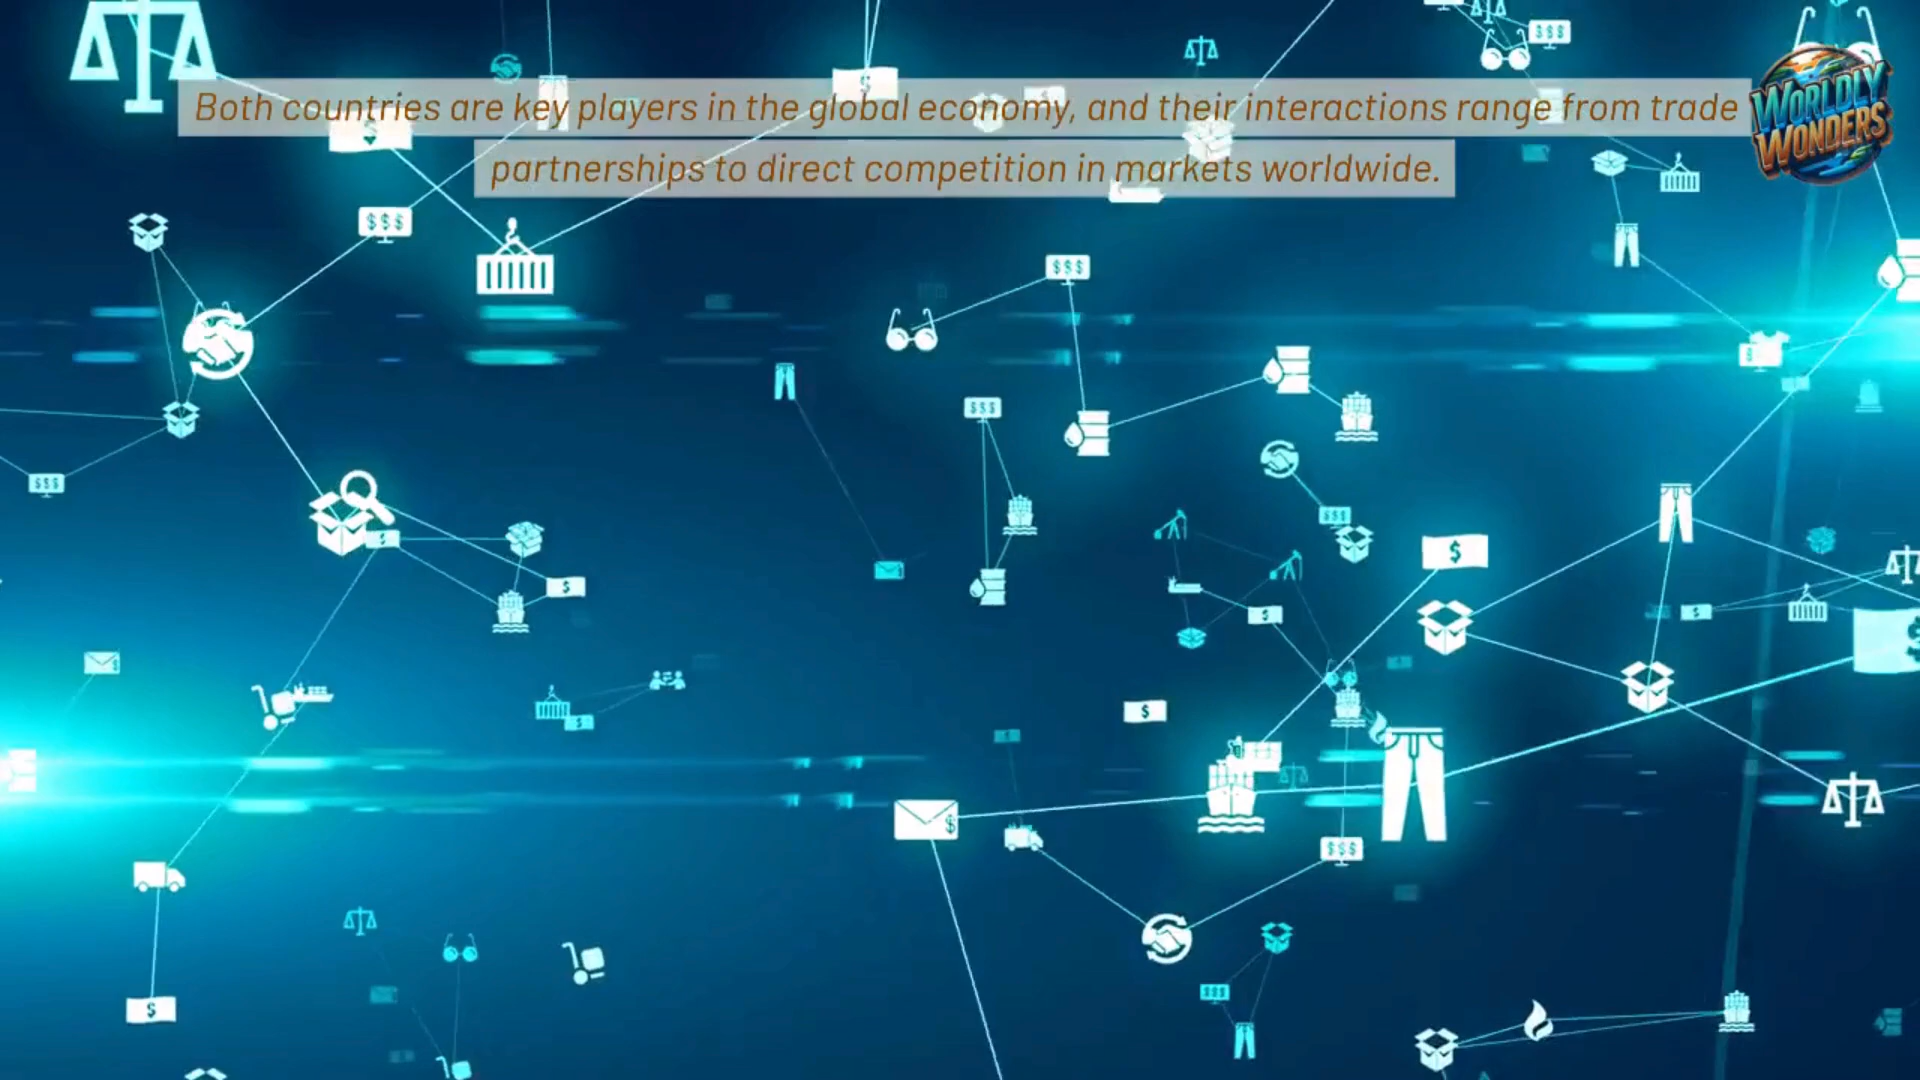 Both countries are key players in the global economy, and their interactions range from trade
partnerships to direct competition in markets worldwide.
WORLDLY
WONDERS